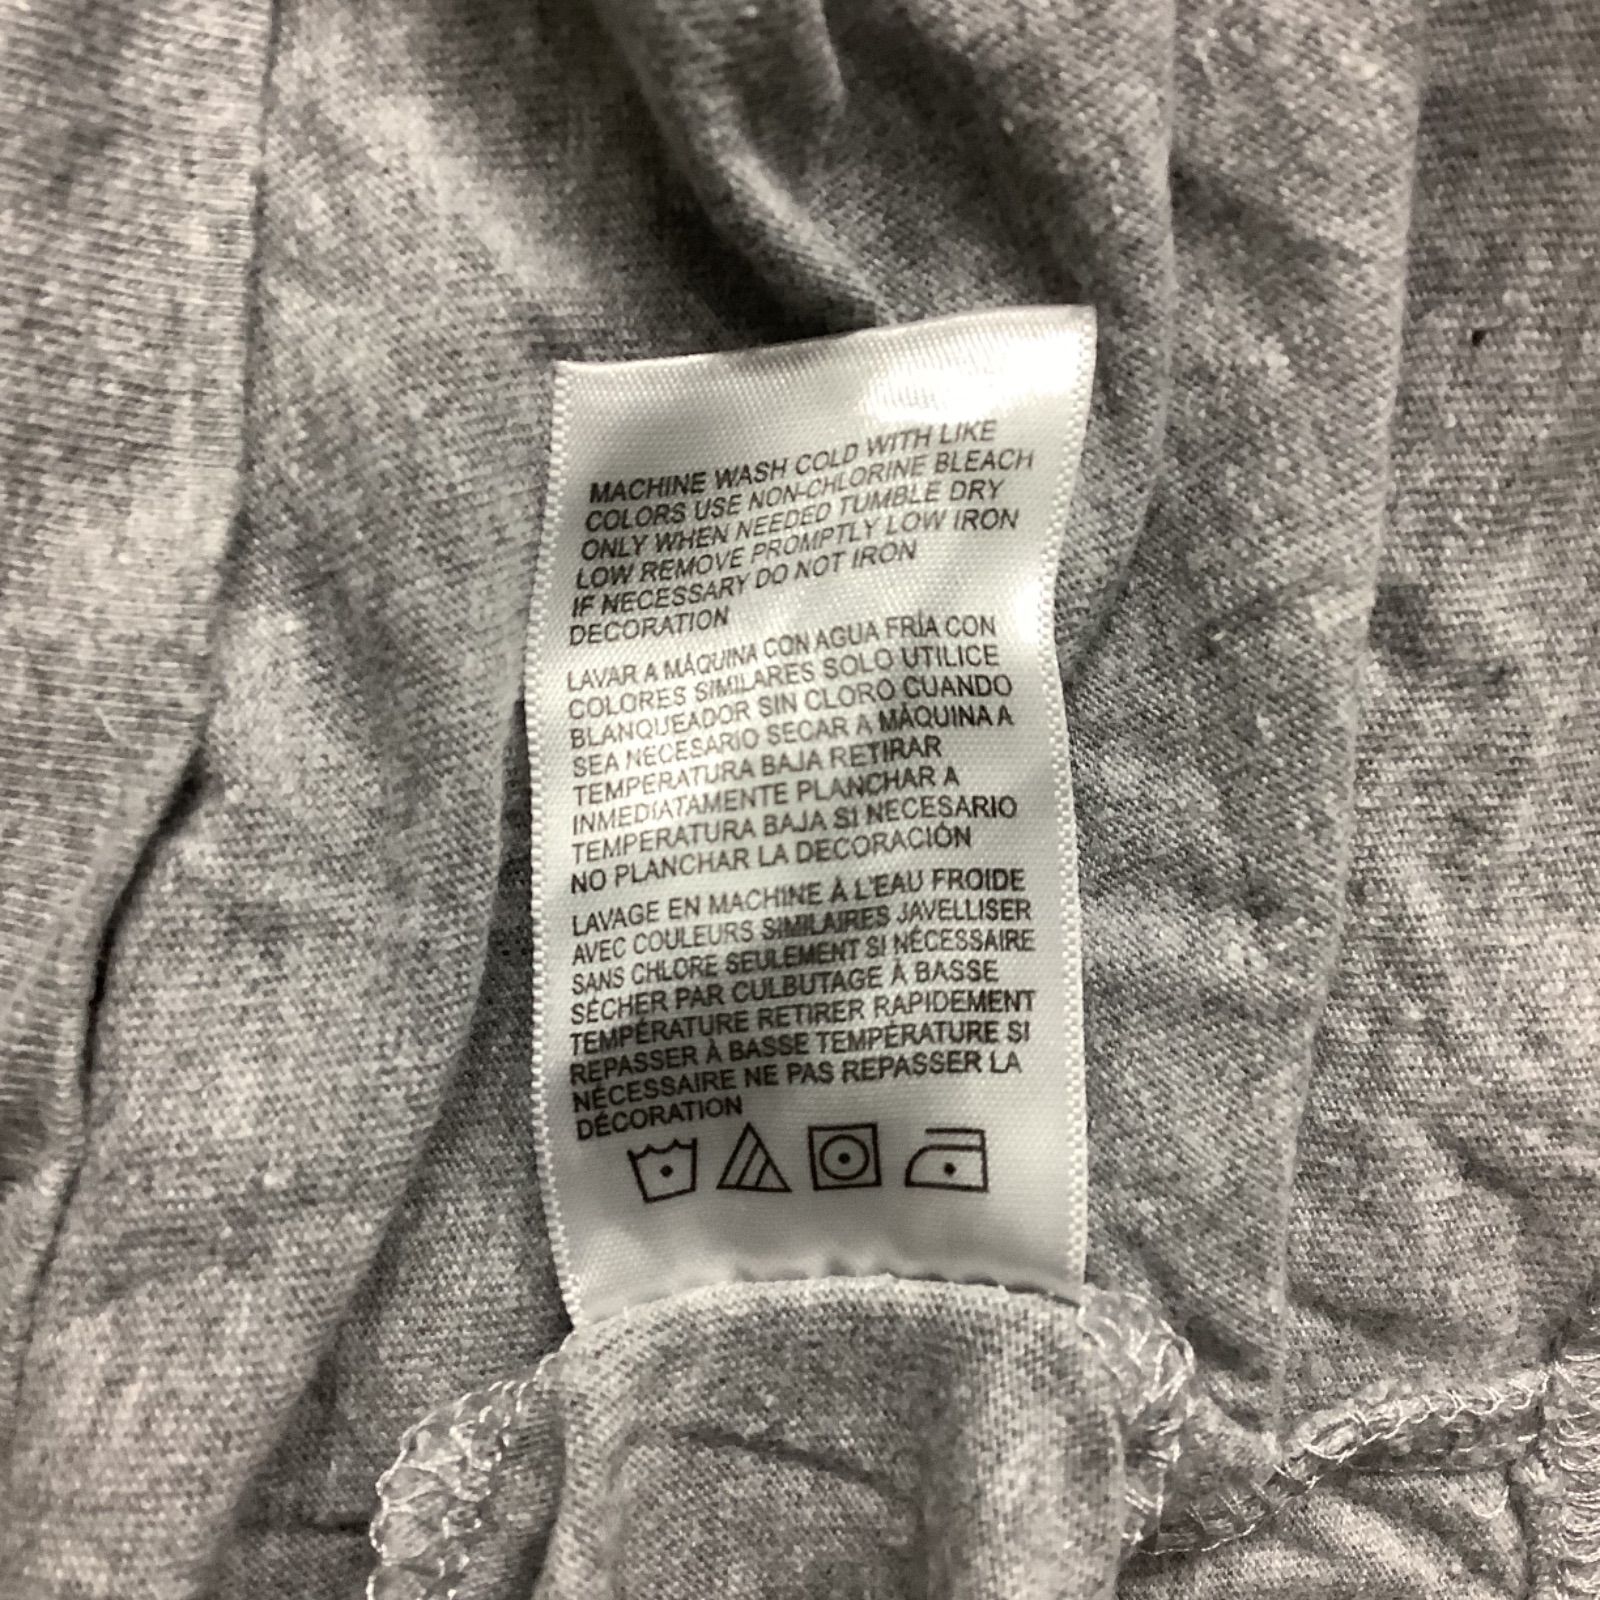 MACHINE WASH COLD WITH LIKE
COLORS USE NON-CHLORINE BLEACH
ONLY WHEN NEEDED TUMBLE DRY
LOW REMOVE PROMPTLY LOW IRON
IF NECESSARY DO NOT IRON
DECORATION
LAVAR A MÁQUINA CON AGUA FRÍA CON
COLORES SIMILARES SOLO UTILICE
BLANQUEADOR SIN CLORO CUANDO
SEA NECESARIO SECAR A MÁQUINA A
TEMPERATURA BAJA RETIRAR
INMEDIATAMENTE PLANCHAR A
TEMPERATURA BAJA SI NECESARIO
NO PLANCHAR LA DECORACIÓN
LAVAGE EN MACHINE À L'EAU FROIDE
AVEC COULEURS SIMILAIRES JAVELLISER
SANS CHLORE SEULEMENT SI NÉCESSAIRE
SÉCHER PAR CULBUTAGE À BASSE
TEMPÉRATURE RETIRER RAPIDEMENT
REPASSER À BASSE TEMPÉRATURE SI
NÉCESSAIRE NE PAS REPASSER LA
DÉCORATION